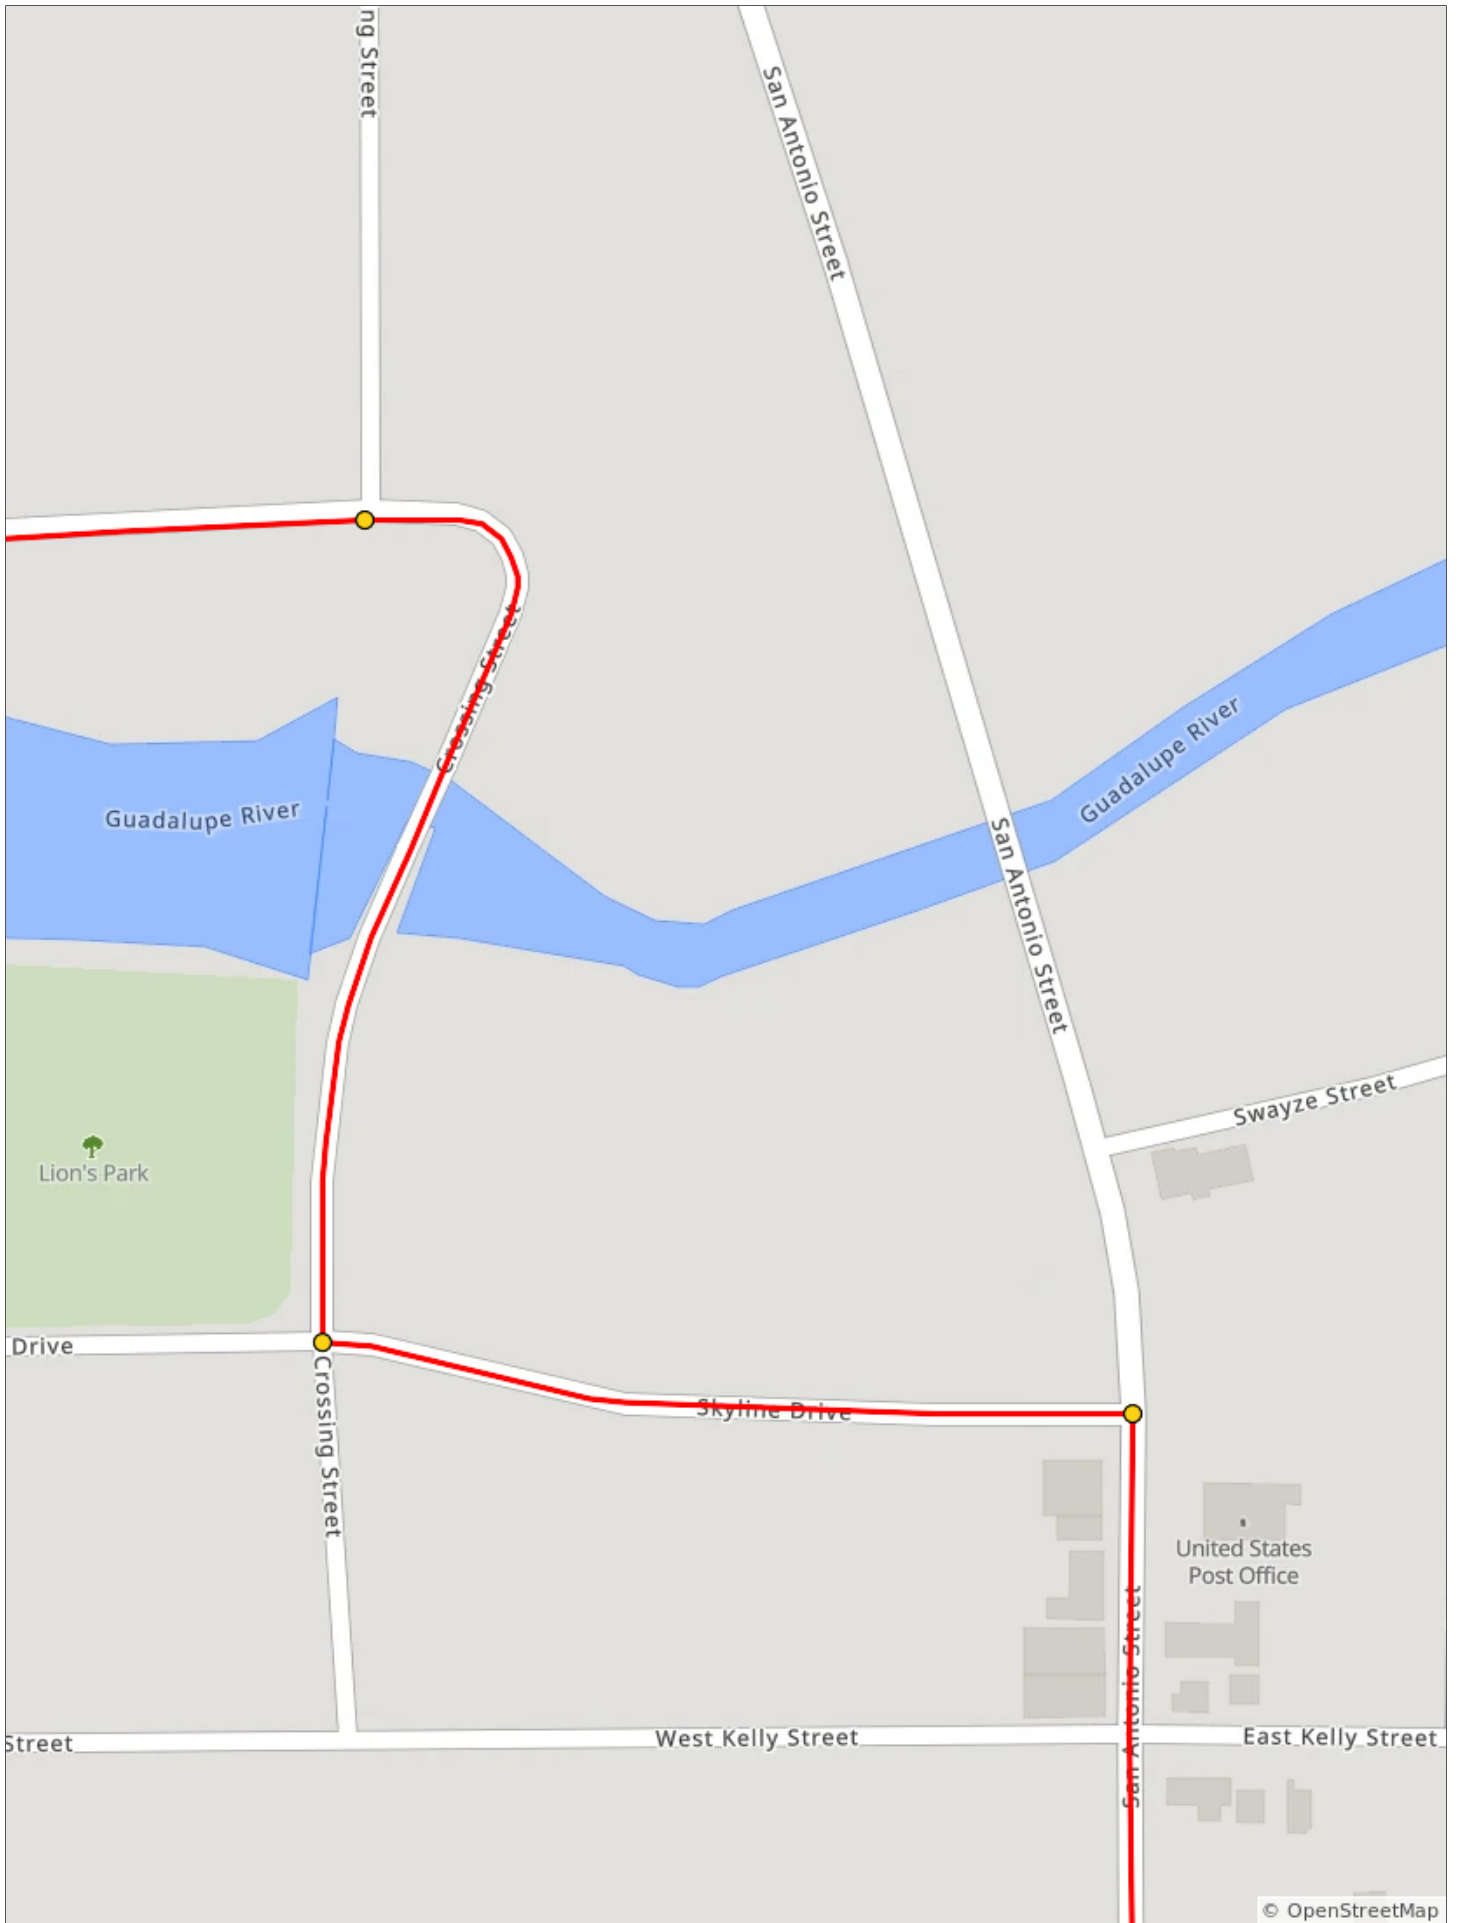 ng Street
San Antonio Street
Crossing Street
Guadalupe River
Guadalupe River
San Antonio Street
Swayze Street
Lion's Park
Drive
Crossing Street
Skyline Drive
United States
Post Office
San Antonio Street
Street
West Kelly Street
East Kelly Street
© OpenStreetMap